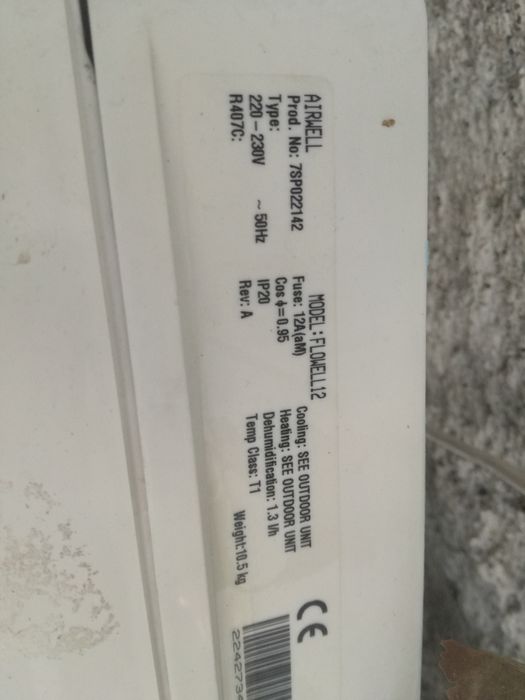 AIRWELL MODEL: FLOWELL12
Prod. No: 7SP022142 Fuse: 12A(aM) Cooling: SEE OUTDOOR UNIT
Type: Cos ϕ=0.95 Heating: SEE OUTDOOR UNIT
220-230V ~ 50Hz IP20 Dehumidification: 1.3 l/h
R407C: Rev: A Temp Class: T1
Weight:10.5 kg
CE